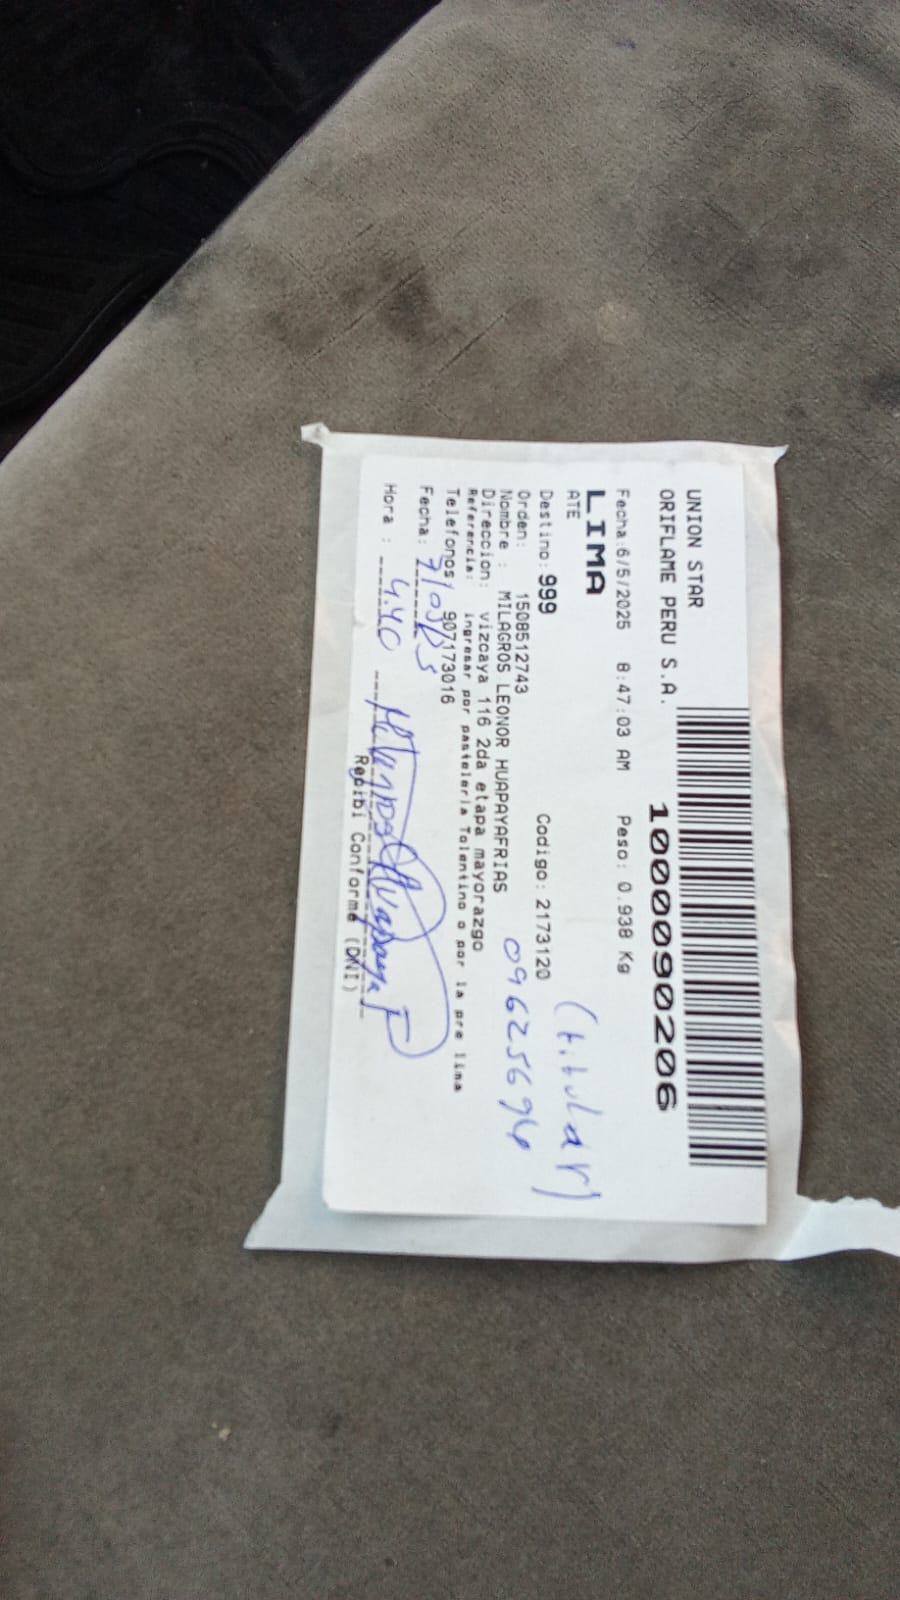 UNION STAR
ORIFLAME PERU S.A.
1000090206
Fecha:6/5/2025 8:47:03 AM Peso: 0.938 Kg
LIMA
ATE
(titular)
Destino: 999 Codigo: 2173120
Orden: 1508512743
Nombre : MILAGROS LEONOR HUAPAYAFRIAS
09625694
Direccion: vizcaya 116 2da etapa mayorazgo
Referencia: ingresar por pasteleria Tolentino o por la pre lima
Telefonos: 907173016
Fecha: 7/05/25
Hora : 4.40
Milagros Huapaya F
Recibi Conforme (DNI)